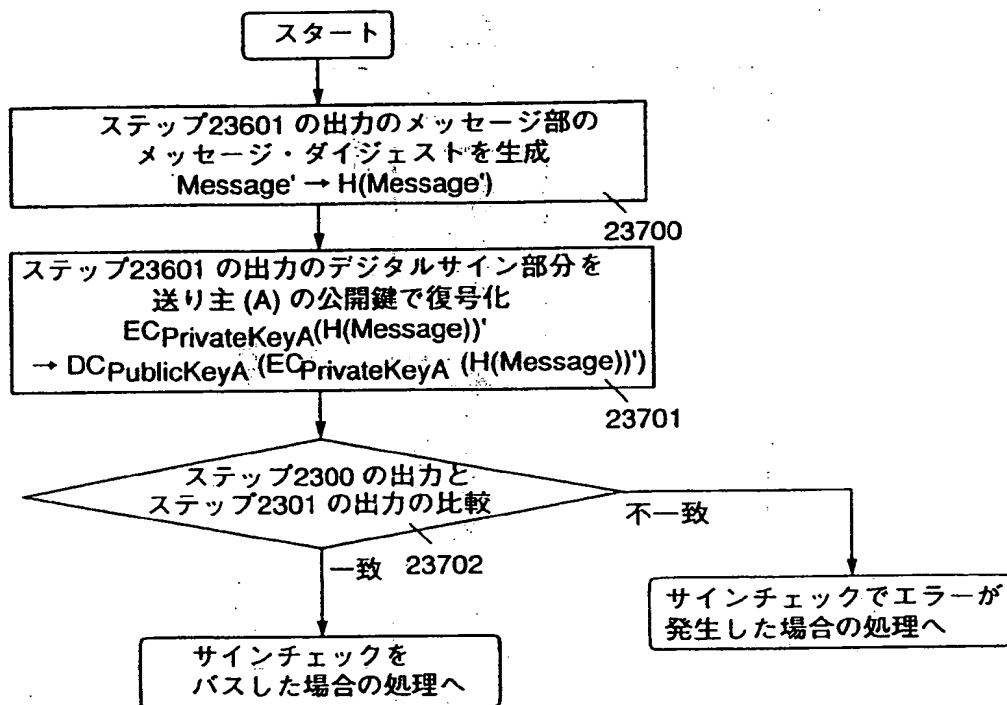 スタート
ステップ23601 の出力のメッセージ部の
メッセージ・ダイジェストを生成
Message' → H(Message')
23700
ステップ23601 の出力のデジタルサイン部分を
送り主 (A) の公開鍵で復号化
ECPrivateKeyA(H(Message))'
→ DCPublicKeyA (ECPrivateKeyA (H(Message))')
23701
ステップ2300 の出力と
ステップ2301 の出力の比較
23702
不一致
一致
サインチェックでエラーが
発生した場合の処理へ
サインチェックを
パスした場合の処理へ